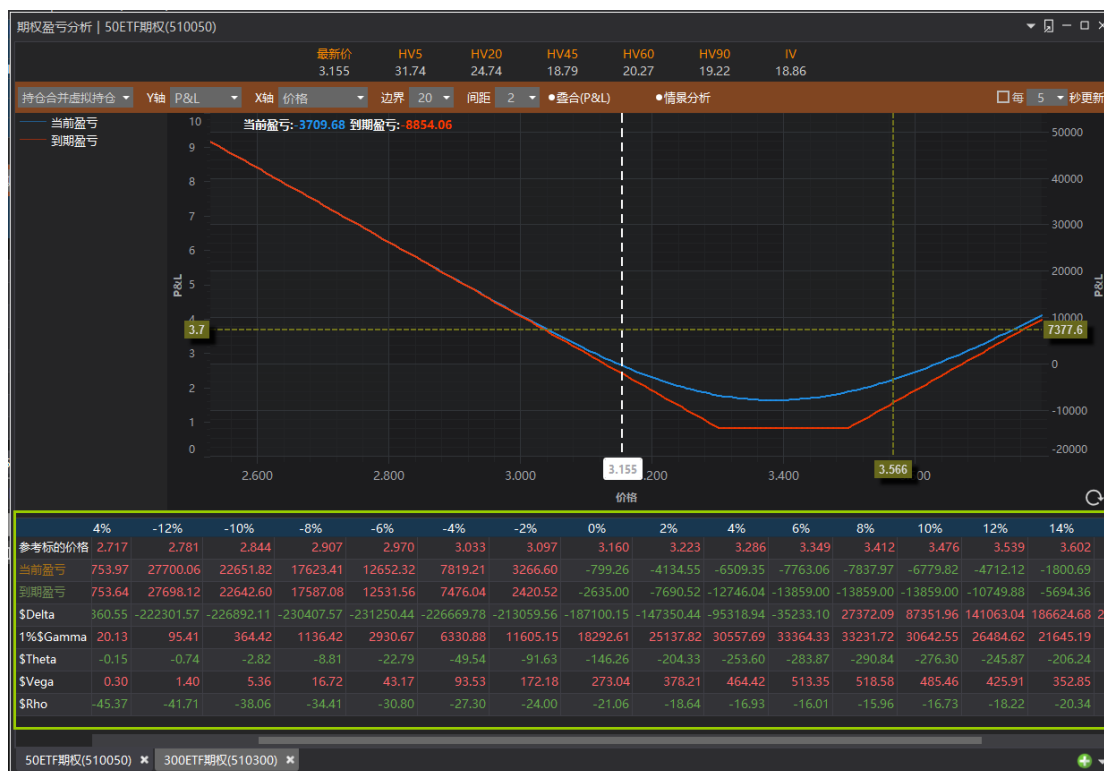 期权盈亏分析 | 50ETF期权(510050)
最新价 HV5 HV20 HV45 HV60 HV90 IV
3.155 31.74 24.74 18.79 20.27 19.22 18.86
持仓合并虚拟持仓 Y轴 P&L X轴 价格 边界 20 间距 2 ●叠合(P&L) ●情景分析 每 5 秒更新
当前盈亏
到期盈亏
当前盈亏:-3709.68 到期盈亏:-8854.06
10
9
8
7
6
5
4
3
2
1
0
P&L
3.7
50000
40000
30000
20000
10000
0
-10000
-20000
P&L
7377.6
2.600 2.800 3.000 3.155 .200 3.400 3.566 00
价格
4% -12% -10% -8% -6% -4% -2% 0% 2% 4% 6% 8% 10% 12% 14%
参考标的价格 2.717 2.781 2.844 2.907 2.970 3.033 3.097 3.160 3.223 3.286 3.349 3.412 3.476 3.539 3.602
当前盈亏 753.97 27700.06 22651.82 17623.41 12652.32 7819.21 3266.60 -799.26 -4134.55 -6509.35 -7763.06 -7837.97 -6779.82 -4712.12 -1800.69
到期盈亏 753.64 27698.12 22642.60 17587.08 12531.56 7476.04 2420.52 -2635.00 -7690.52 -12746.04 -13859.00 -13859.00 -13859.00 -10749.88 -5694.36
$Delta 360.55 -222301.57 -226892.11 -230407.57 -231250.44 -226669.78 -213059.56 -187100.15 -147350.44 -95318.94 -35233.10 27372.09 87351.96 141063.04 186624.68 2
1%$Gamma 20.13 95.41 364.42 1136.42 2930.67 6330.88 11605.15 18292.61 25137.82 30557.69 33364.33 33231.72 30642.55 26484.62 21645.19
$Theta -0.15 -0.74 -2.82 -8.81 -22.79 -49.54 -91.63 -146.26 -204.33 -253.60 -283.87 -290.84 -276.30 -245.87 -206.24
$Vega 0.30 1.40 5.36 16.72 43.17 93.53 172.18 273.04 378.21 464.42 513.35 518.58 485.46 425.91 352.85
$Rho -45.37 -41.71 -38.06 -34.41 -30.80 -27.30 -24.00 -21.06 -18.64 -16.93 -16.01 -15.96 -16.73 -18.22 -20.34
50ETF期权(510050) 300ETF期权(510300)